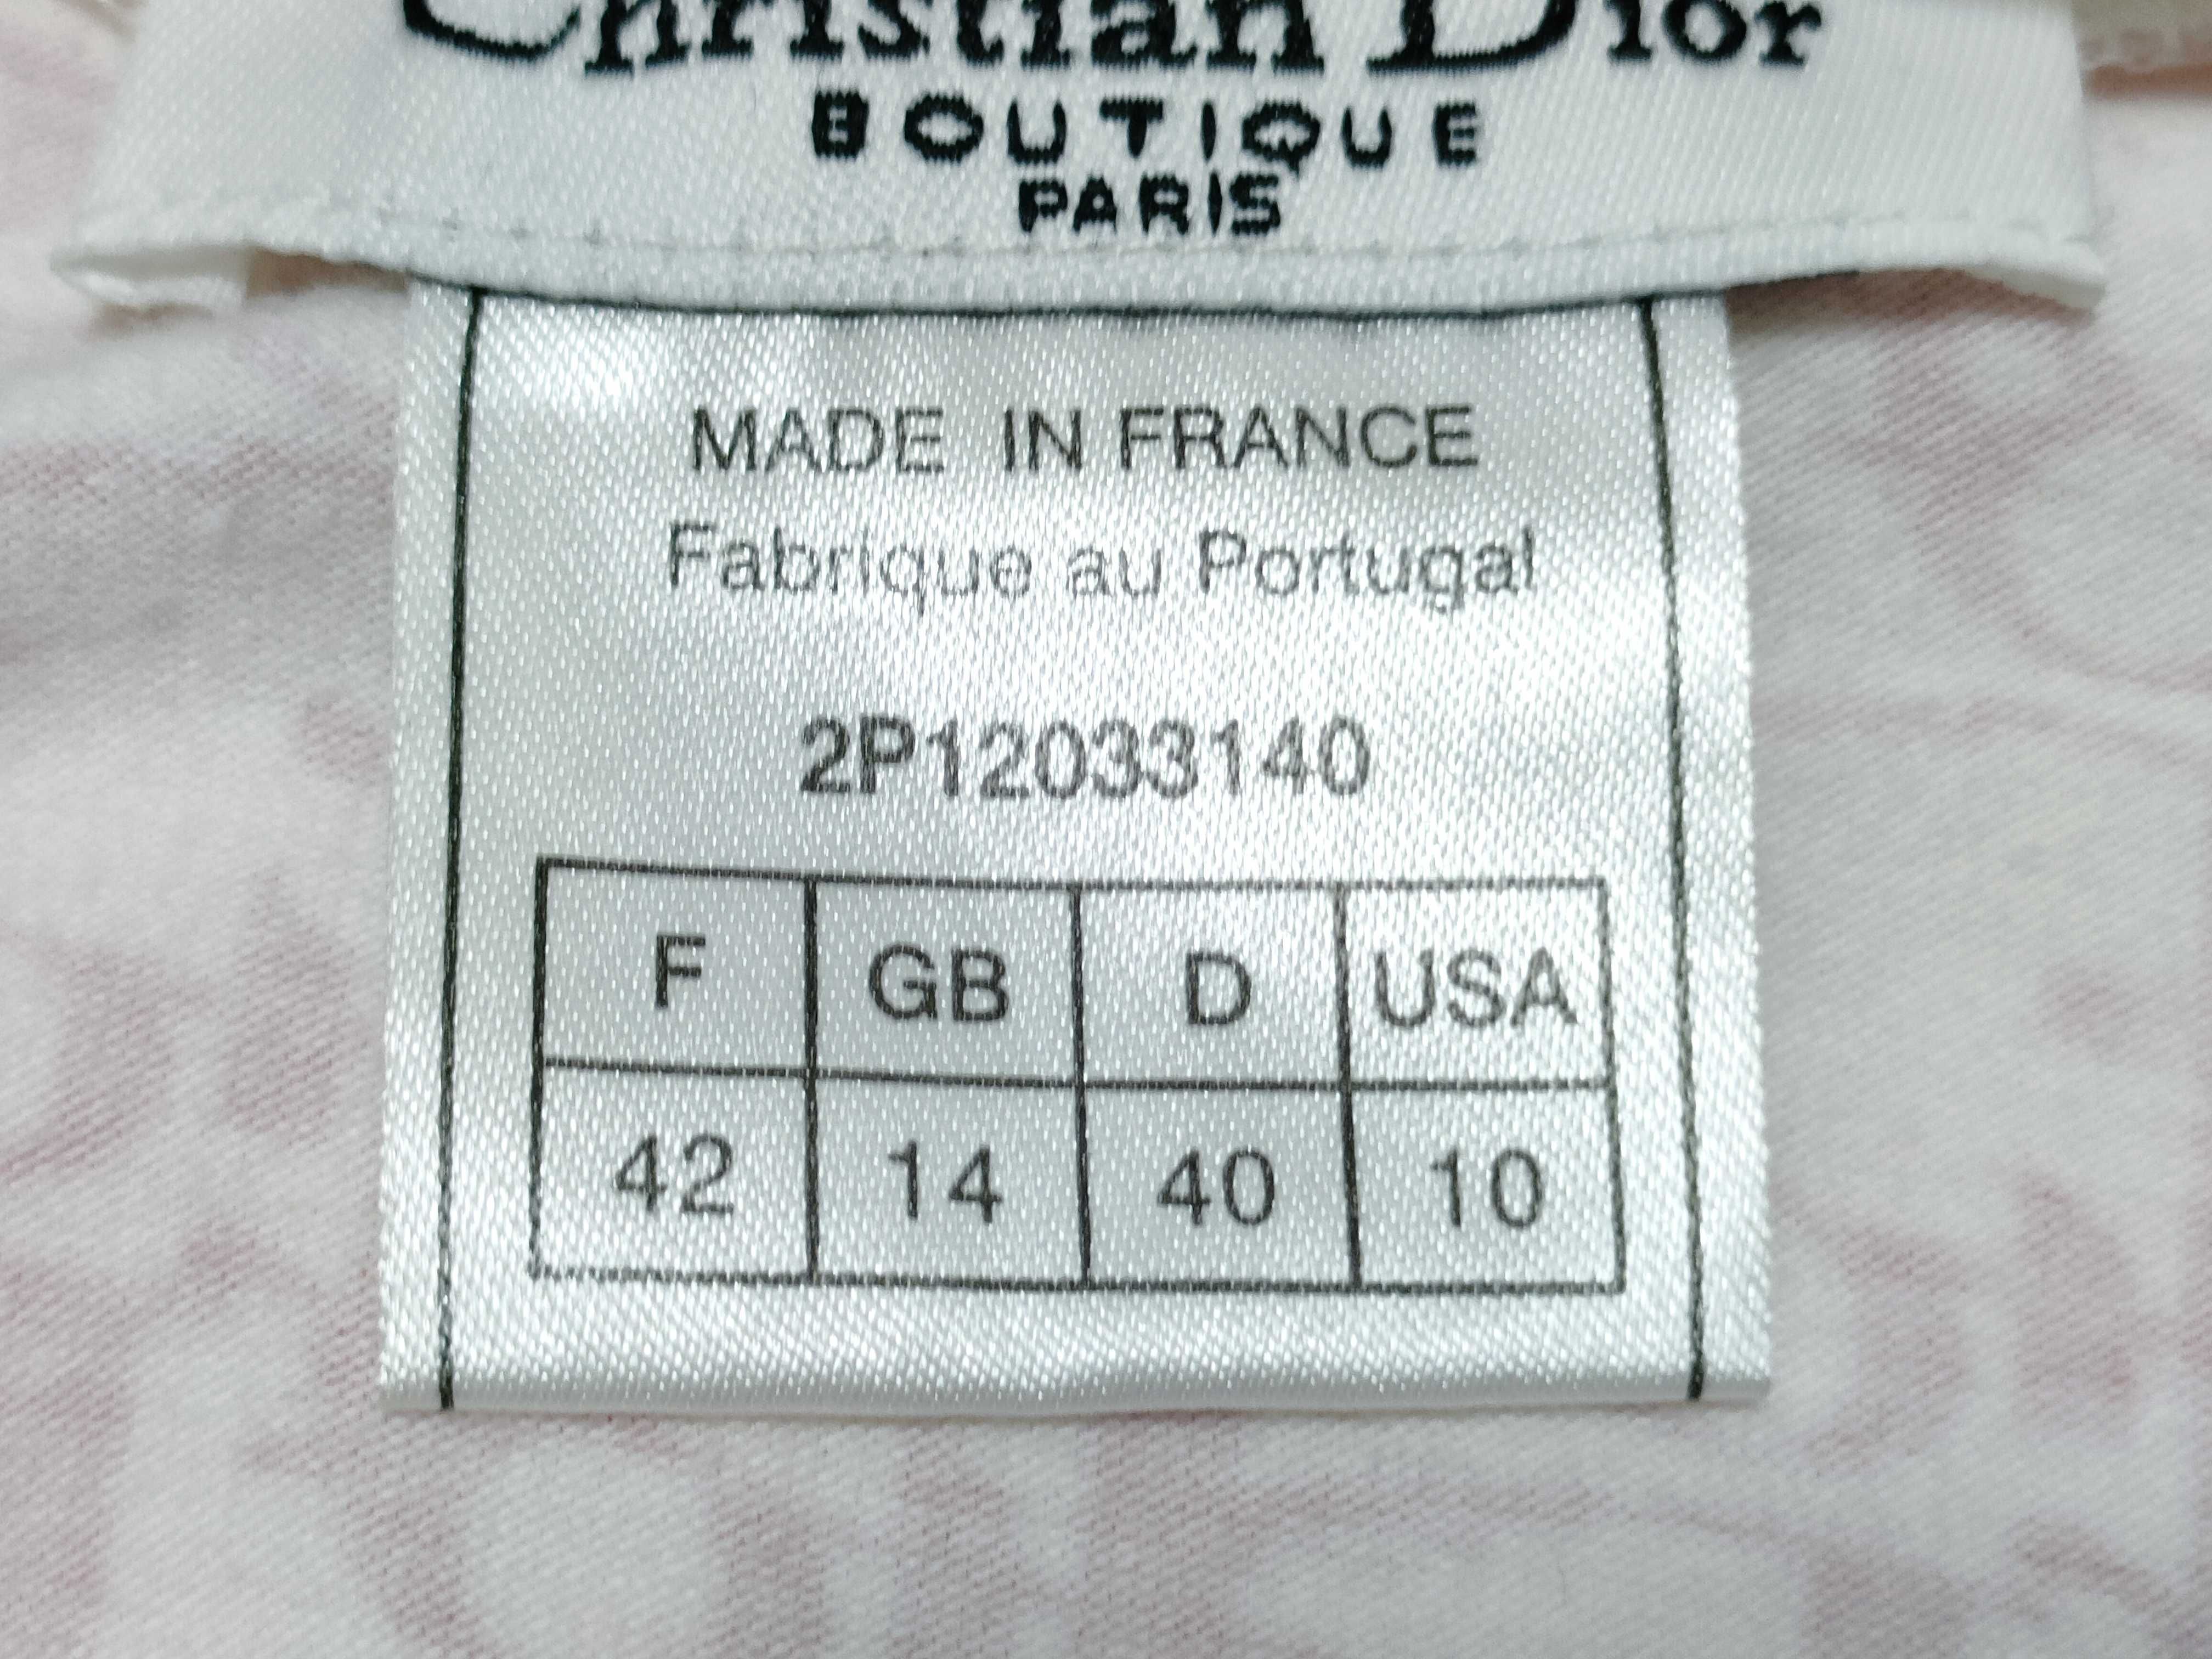 Christian Dior
BOUTIQUE
PARIS
MADE IN FRANCE
Fabrique au Portugal
2P12033140
F GB D USA
42 14 40 10